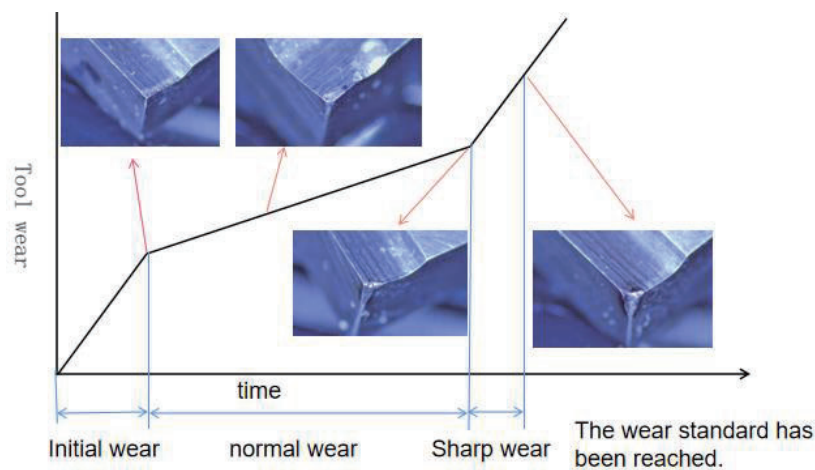 Tool wear
time
Initial wear
normal wear
Sharp wear
The wear standard has
been reached.